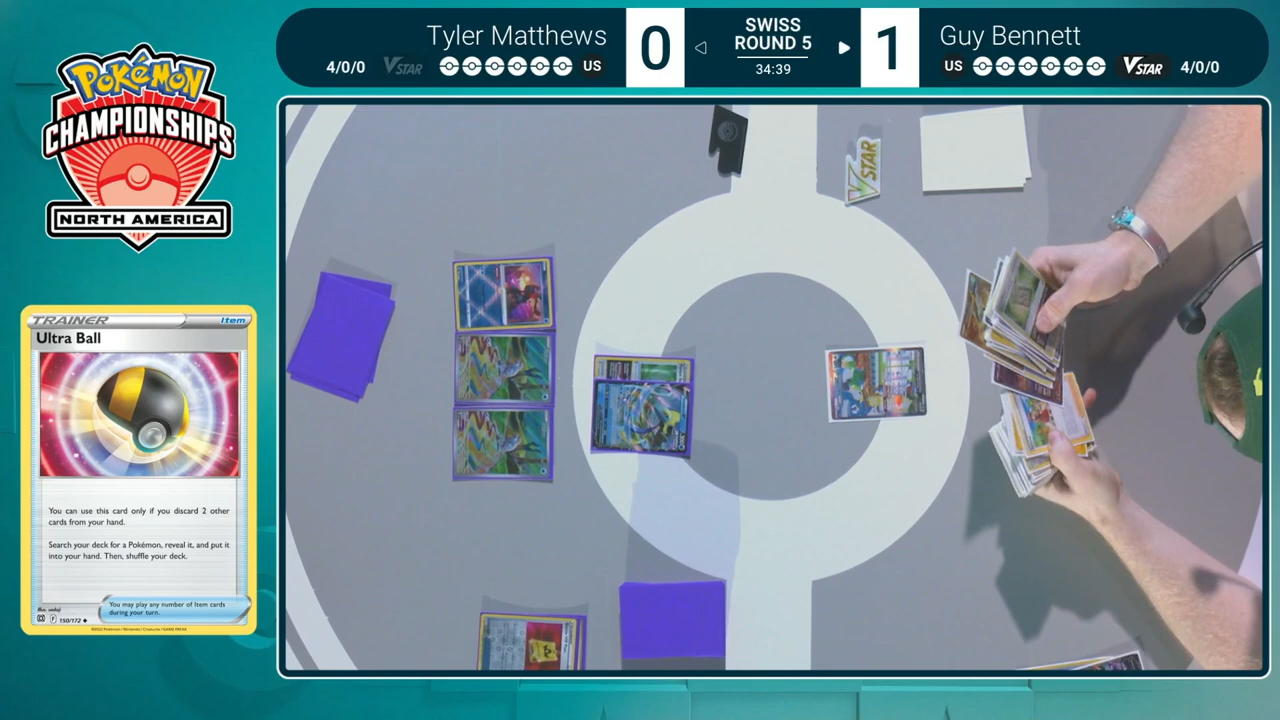 Pokémon
CHAMPIONSHIPS
NORTH AMERICA
Tyler Matthews
0
SWISS
ROUND 5
34:39
1
Guy Bennett
4/0/0
VSTAR
US
US
VSTAR
4/0/0
TRAINER
Item
Ultra Ball
You can use this card only if you discard 2 other
cards from your hand.
Search your deck for a Pokémon, reveal it, and put it
into your hand. Then, shuffle your deck.
You may play any number of Item cards
during your turn.
F
150/172
VSTAR